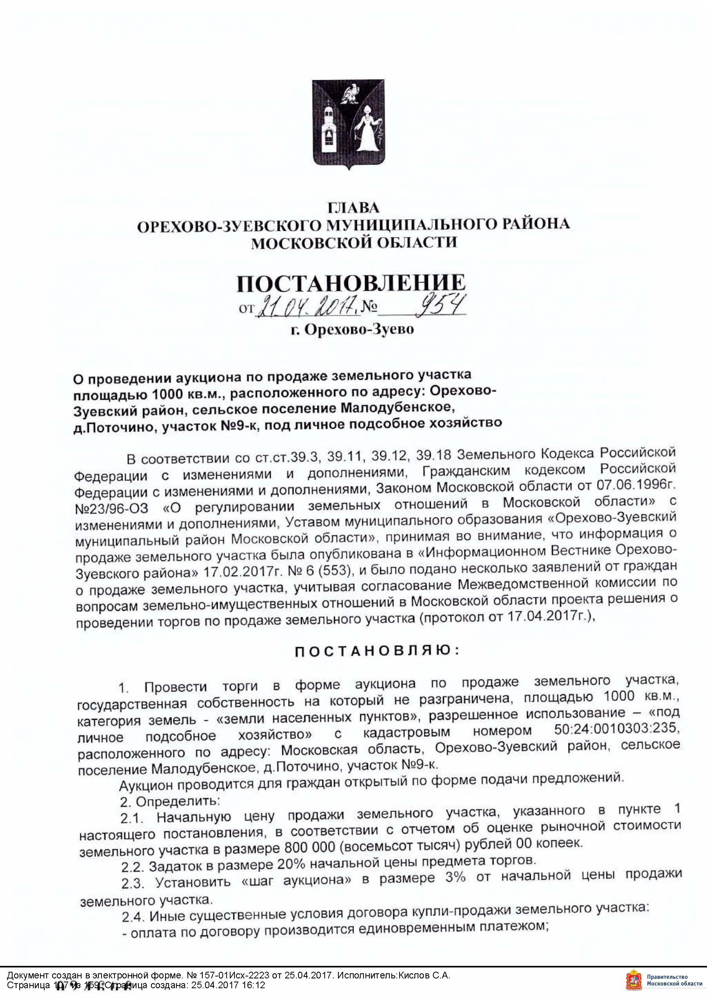 ГЛАВА
ОРЕХОВО-ЗУЕВСКОГО МУНИЦИПАЛЬНОГО РАЙОНА
МОСКОВСКОЙ ОБЛАСТИ
ПОСТАНОВЛЕНИЕ
от 21.04.2017. № 954
г. Орехово-Зуево
О проведении аукциона по продаже земельного участка
площадью 1000 кв.м., расположенного по адресу: Орехово-
Зуевский район, сельское поселение Малодубенское,
д.Поточино, участок №9-к, под личное подсобное хозяйство
В соответствии со ст.ст.39.3, 39.11, 39.12, 39.18 Земельного Кодекса Российской
Федерации с изменениями и дополнениями, Гражданским кодексом Российской
Федерации с изменениями и дополнениями, Законом Московской области от 07.06.1996г.
№23/96-ОЗ «О регулировании земельных отношений в Московской области» с
изменениями и дополнениями, Уставом муниципального образования «Орехово-Зуевский
муниципальный район Московской области», принимая во внимание, что информация о
продаже земельного участка была опубликована в «Информационном Вестнике Орехово-
Зуевского района» 17.02.2017г. № 6 (553), и было подано несколько заявлений от граждан
о продаже земельного участка, учитывая согласование Межведомственной комиссии по
вопросам земельно-имущественных отношений в Московской области проекта решения о
проведении торгов по продаже земельного участка (протокол от 17.04.2017г.),
П О С Т А Н О В Л Я Ю :
1. Провести торги в форме аукциона по продаже земельного участка,
государственная собственность на который не разграничена, площадью 1000 кв.м.,
категория земель - «земли населенных пунктов», разрешенное использование – «под
личное подсобное хозяйство» с кадастровым номером 50:24:0010303:235,
расположенного по адресу: Московская область, Орехово-Зуевский район, сельское
поселение Малодубенское, д.Поточино, участок №9-к.
Аукцион проводится для граждан открытый по форме подачи предложений.
2. Определить:
2.1. Начальную цену продажи земельного участка, указанного в пункте 1
настоящего постановления, в соответствии с отчетом об оценке рыночной стоимости
земельного участка в размере 800 000 (восемьсот тысяч) рублей 00 копеек.
2.2. Задаток в размере 20% начальной цены предмета торгов.
2.3. Установить «шаг аукциона» в размере 3% от начальной цены продажи
земельного участка.
2.4. Иные существенные условия договора купли-продажи земельного участка:
- оплата по договору производится единовременным платежом;
Документ создан в электронной форме. № 157-01Исх-2223 от 25.04.2017. Исполнитель:Кислов С.А.
Страница 107 из 159. Страница создана: 25.04.2017 16:12
Правительство
Московской области